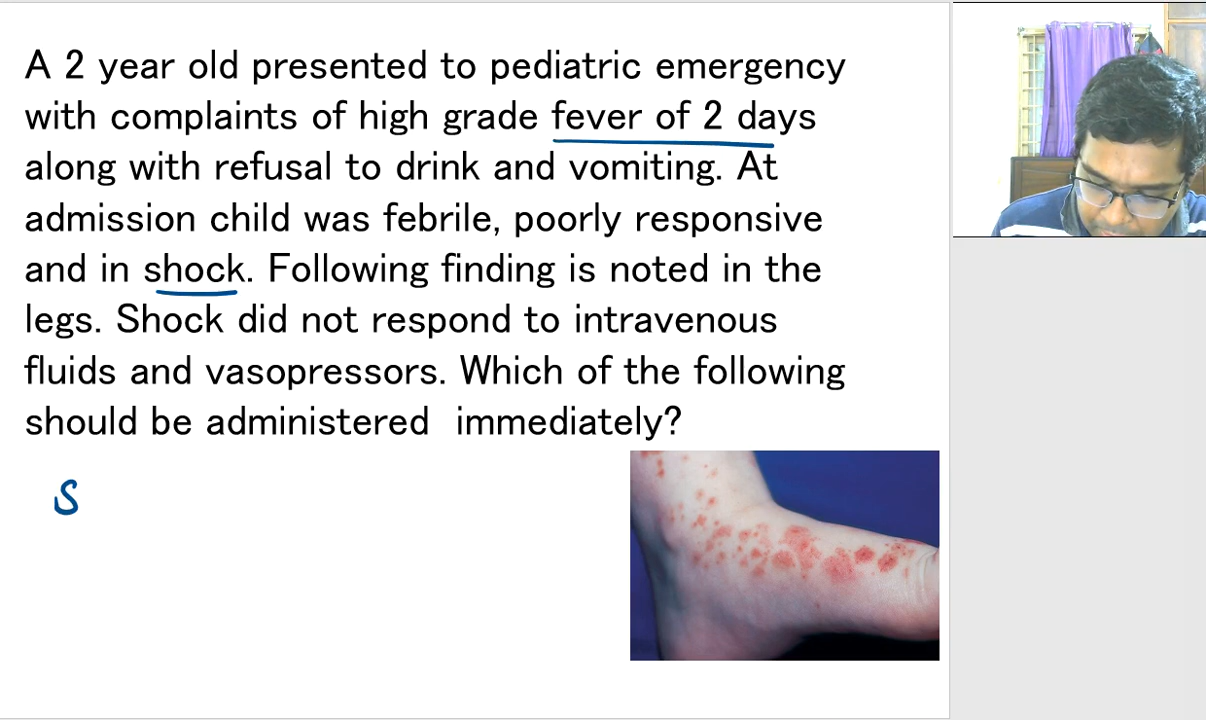 A 2 year old presented to pediatric emergency
with complaints of high grade fever of 2 days
along with refusal to drink and vomiting. At
admission child was febrile, poorly responsive
and in shock. Following finding is noted in the
legs. Shock did not respond to intravenous
fluids and vasopressors. Which of the following
should be administered  immediately?
S